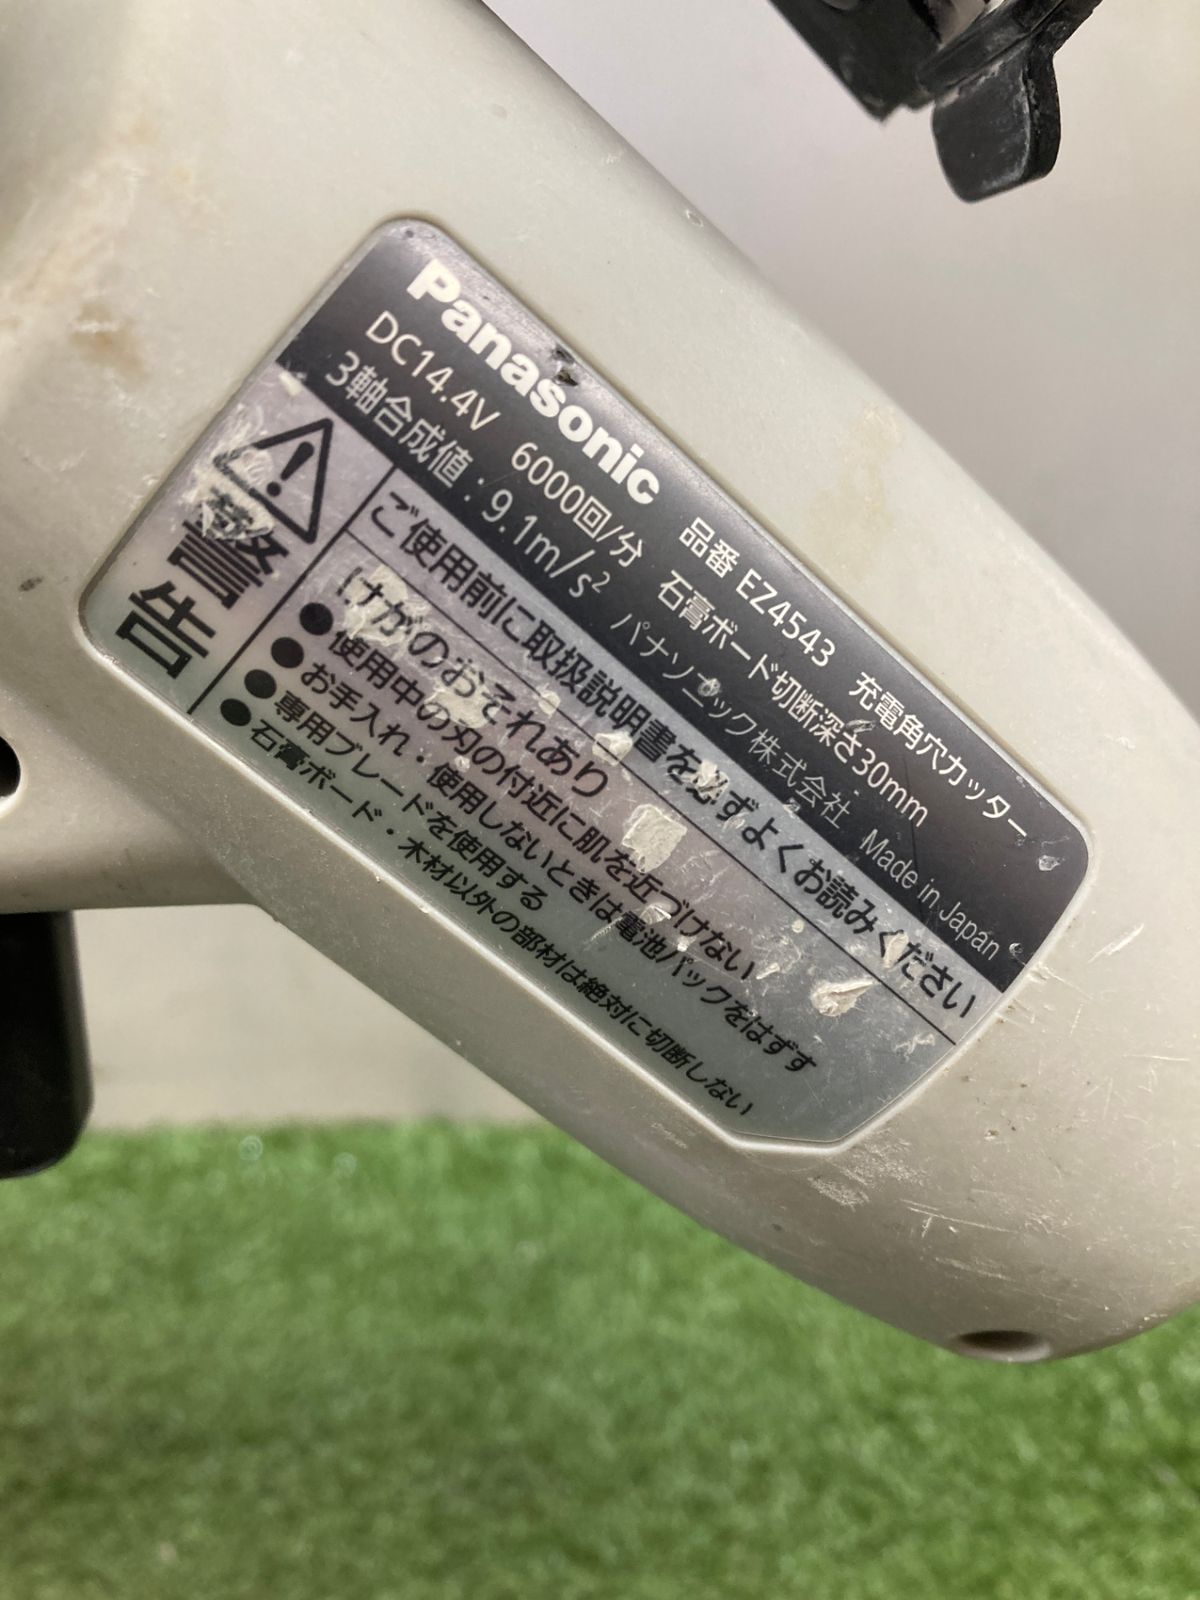 Panasonic 品番 EZ4543 充電角穴カッター
DC14.4V 6000回/分 石膏ボード切断深さ30mm
3軸合成値:9.1m/s² パナソニック株式会社 Made in Japan
警告
ご使用前に取扱説明書を必ずよくお読みください
けがのおそれあり
●使用中の刃の付近に肌を近づけない
●お手入れ・使用しないときは電池パックをはずす
●専用ブレードを使用する
●石膏ボード・木材以外の部材は絶対に切断しない